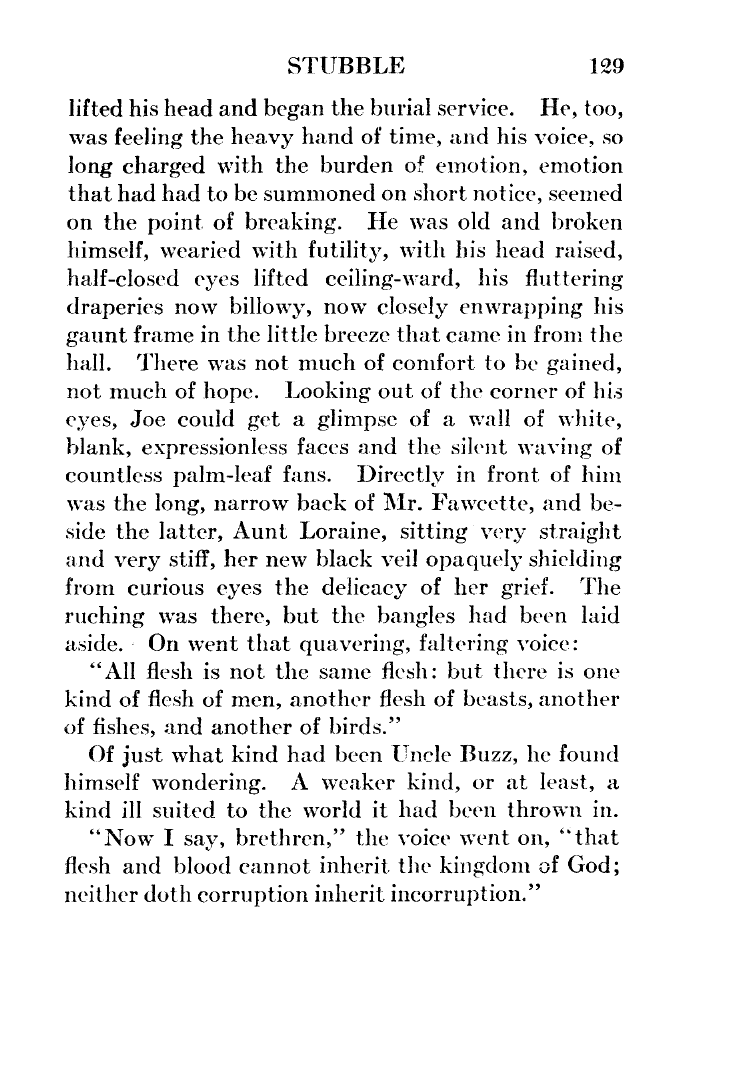 STUBBLE 129
lifted his head and began the burial service. He, too,
was feeling the heavy hand of time, and his voice, so
long charged with the burden of emotion, emotion
that had had to be summoned on short notice, seemed
on the point of breaking. He was old and broken
himself, wearied with futility, with his head raised,
half-closed eyes lifted ceiling-ward, his fluttering
draperies now billowy, now closely enwrapping his
gaunt frame in the little breeze that came in from the
hall. There was not much of comfort to be gained,
not much of hope. Looking out of the corner of his
eyes, Joe could get a glimpse of a wall of white,
blank, expressionless faces and the silent waving of
countless palm-leaf fans. Directly in front of him
was the long, narrow back of Mr. Fawcette, and be-
side the latter, Aunt Loraine, sitting very straight
and very stiff, her new black veil opaquely shielding
from curious eyes the delicacy of her grief. The
ruching was there, but the bangles had been laid
aside. On went that quavering, faltering voice:
"All flesh is not the same flesh: but there is one
kind of flesh of men, another flesh of beasts, another
of fishes, and another of birds."
Of just what kind had been Uncle Buzz, he found
himself wondering. A weaker kind, or at least, a
kind ill suited to the world it had been thrown in.
"Now I say, brethren," the voice went on, "that
flesh and blood cannot inherit the kingdom of God;
neither doth corruption inherit incorruption."